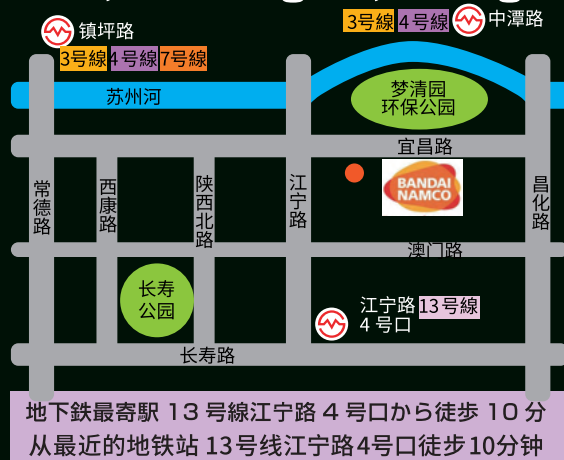 镇坪路
3号線 4号線 7号線
3号線 4号線
中潭路
苏州河
梦清园
环保公园
宜昌路
常德路
西康路
陕西北路
江宁路
昌化路
BANDAI
NAMCO
澳门路
长寿
公园
江宁路 13号線
4号口
长寿路
地下鉄最寄駅 13 号線江宁路 4 号口から徒歩 10 分
从最近的地铁站 13号线江宁路4号口徒步10分钟